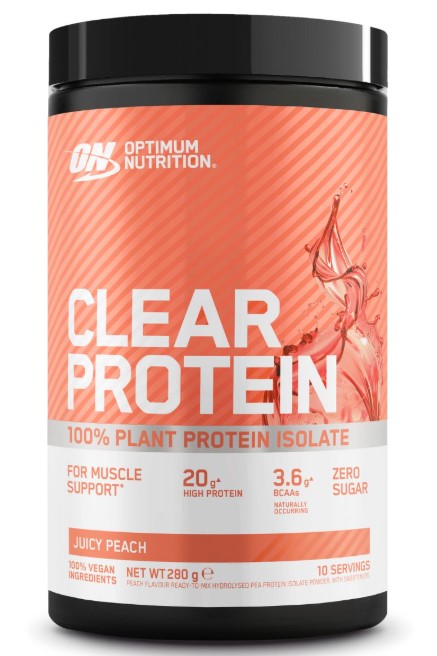 ON OPTIMUM
NUTRITION®
CLEAR
PROTEIN
100% PLANT PROTEIN ISOLATE
FOR MUSCLE
SUPPORT*
20g▲
HIGH PROTEIN
3.6g▲
BCAAs
NATURALLY
OCCURRING
ZERO
SUGAR
JUICY PEACH
100% VEGAN
INGREDIENTS
NET WT 280 g ℮
10 SERVINGS
PEACH FLAVOUR READY-TO-MIX HYDROLYSED PEA PROTEIN ISOLATE POWDER, WITH SWEETENERS.